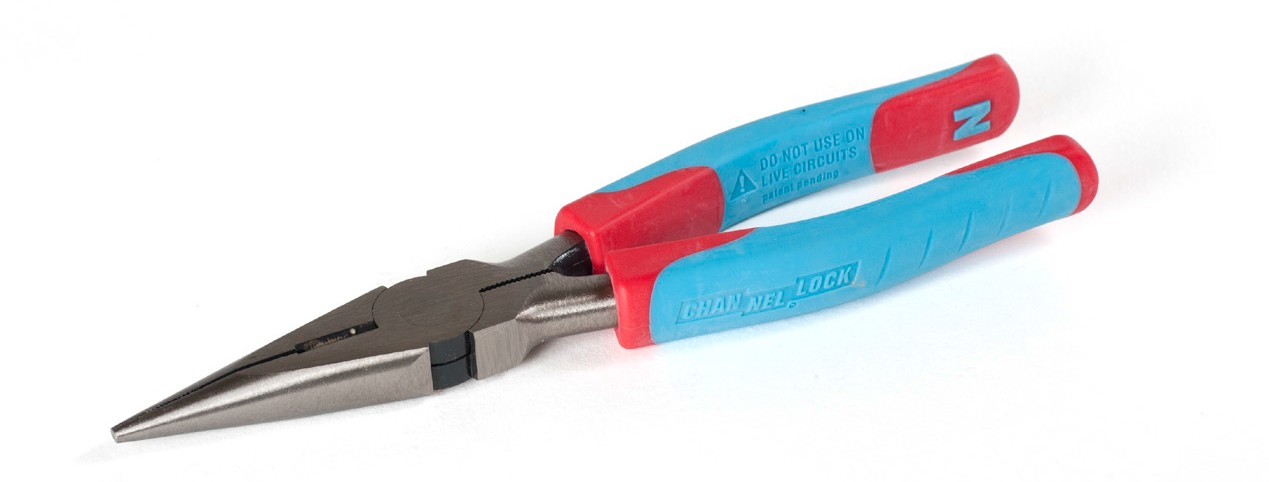 DO NOT USE ON
LIVE CIRCUITS
patent pending
CHANNELLOCK